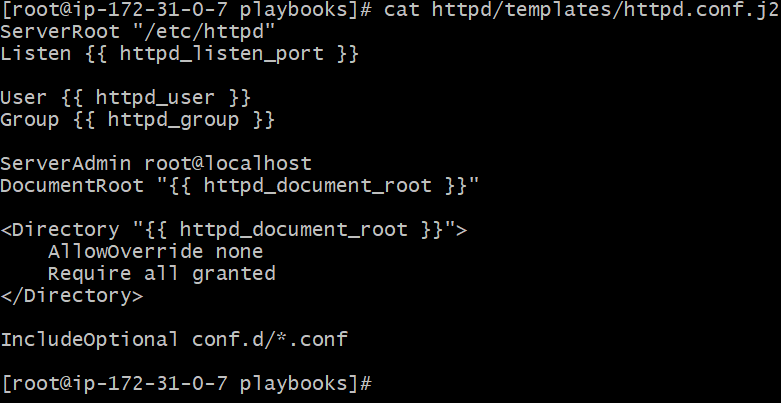 [root@ip-172-31-0-7 playbooks]# cat httpd/templates/httpd.conf.j2
ServerRoot "/etc/httpd"
Listen {{ httpd_listen_port }}

User {{ httpd_user }}
Group {{ httpd_group }}

ServerAdmin root@localhost
DocumentRoot "{{ httpd_document_root }}"

<Directory "{{ httpd_document_root }}">
    AllowOverride none
    Require all granted
</Directory>

IncludeOptional conf.d/*.conf

[root@ip-172-31-0-7 playbooks]#